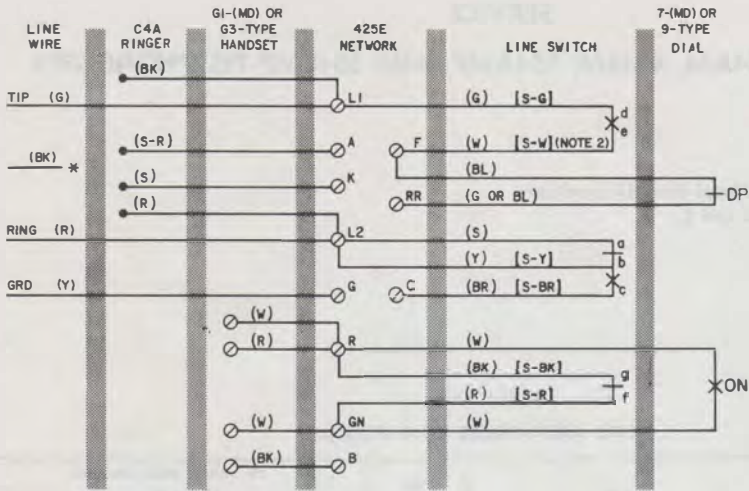 G1-(MD) OR 7-(MD) OR
LINE C4A G3-TYPE 425E 9-TYPE
WIRE RINGER HANDSET NETWORK LINE SWITCH DIAL
(BK)
TIP (G) L1 (G) [S-G]
d
e
(S-R) A F (W) [S-W](NOTE 2)
(BK) * (BL)
(S) K DP
RR (G OR BL)
(R)
RING (R) L2 (S)
a
(Y) [S-Y] b
GRD (Y) G C (BR) [S-BR] c
(W)
(R) R (W)
(BK) [S-BK] g
ON
(R) [S-R] f
(W) GN (W)
(BK) B